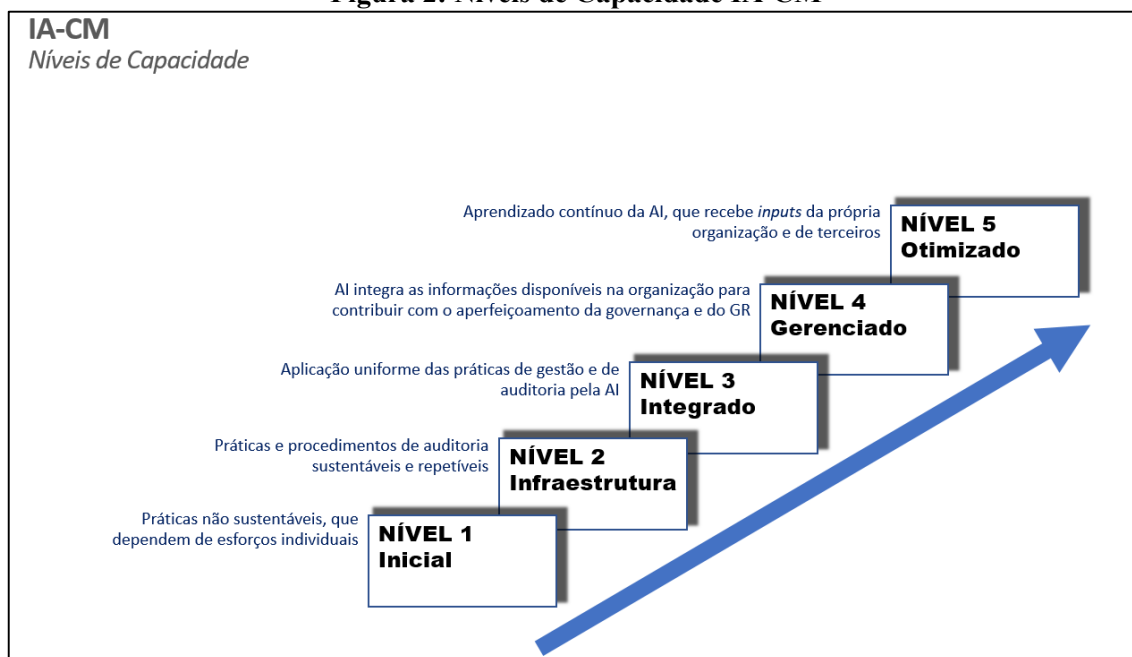 Figura 2: Níveis de Capacidade IA-CM
IA-CM
Níveis de Capacidade
Aprendizado contínuo da AI, que recebe inputs da própria
organização e de terceiros
NÍVEL 5
Otimizado
AI integra as informações disponíveis na organização para
contribuir com o aperfeiçoamento da governança e do GR
NÍVEL 4
Gerenciado
Aplicação uniforme das práticas de gestão e de
auditoria pela AI
NÍVEL 3
Integrado
Práticas e procedimentos de auditoria
sustentáveis e repetíveis
NÍVEL 2
Infraestrutura
Práticas não sustentáveis, que
dependem de esforços individuais
NÍVEL 1
Inicial